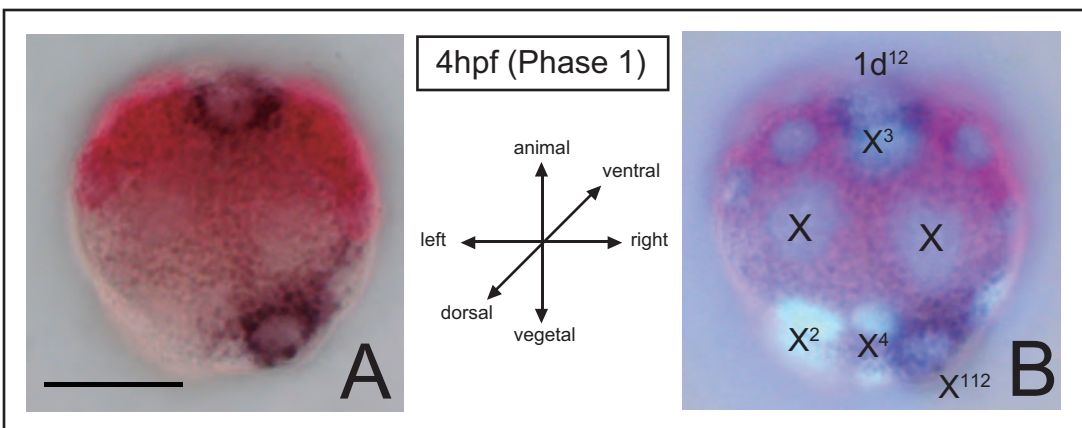 4hpf (Phase 1)
animal
ventral
left
right
dorsal
vegetal
A
1d¹²
X³
X
X
X²
X⁴
X¹¹²
B